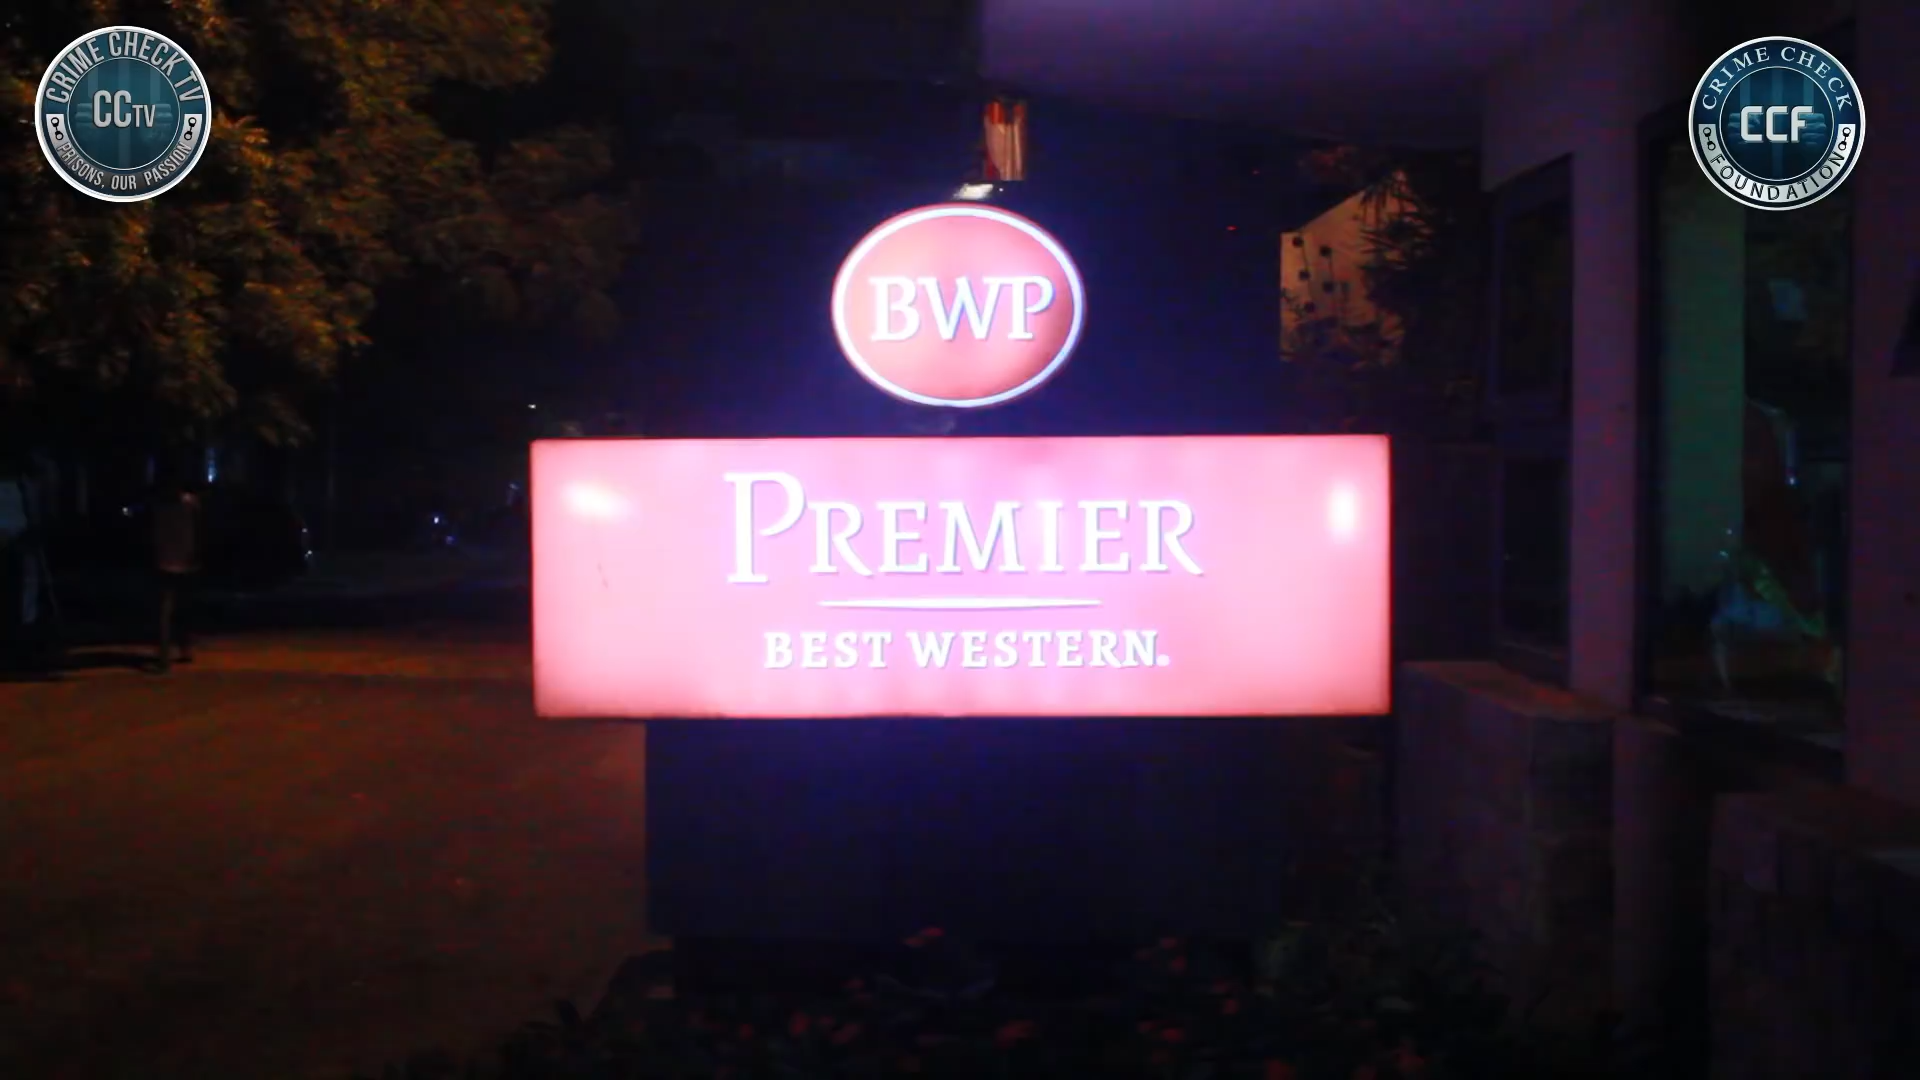 CRIME CHECK TV
CCTV
PRISONS, OUR PASSION
CRIME CHECK
CCF
FOUNDATION
BWP
PREMIER
BEST WESTERN.